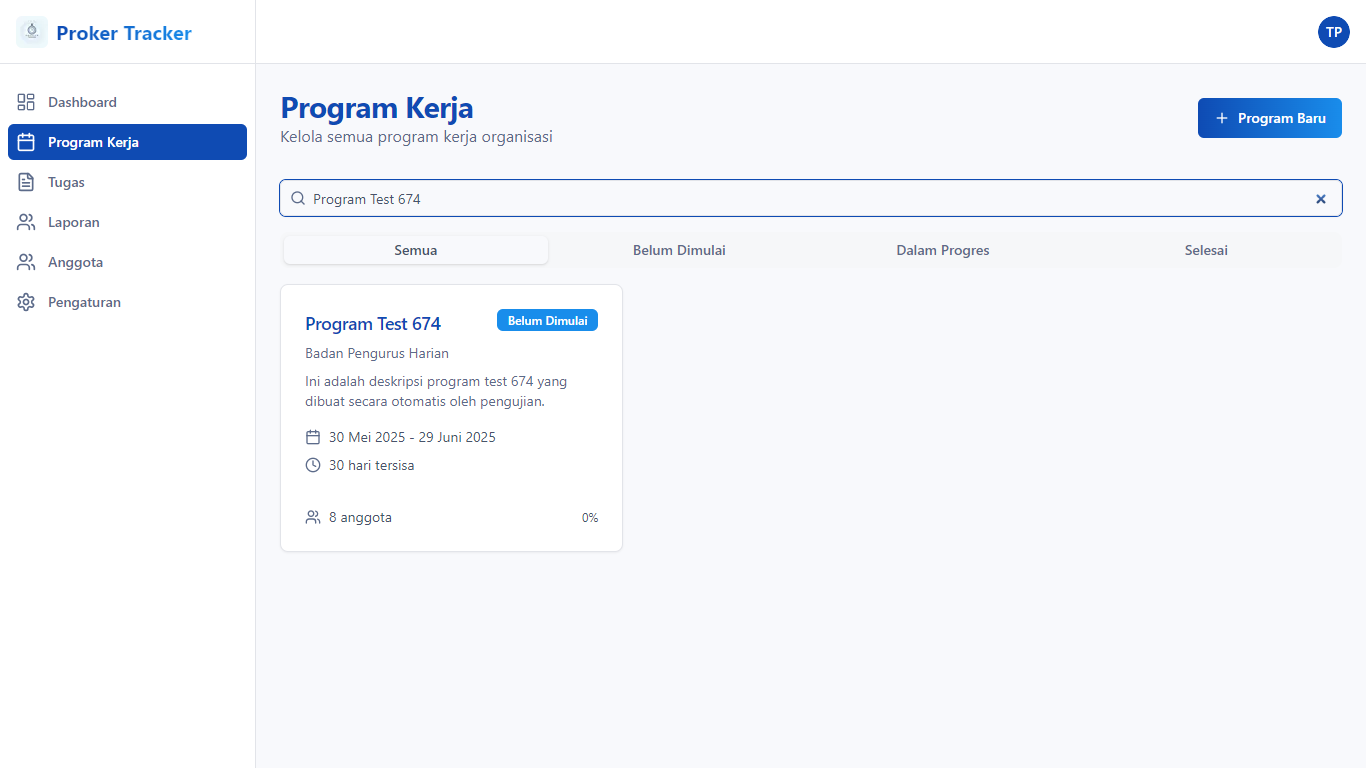 Proker Tracker
TP
Dashboard
Program Kerja
Tugas
Laporan
Anggota
Pengaturan
Program Kerja
Kelola semua program kerja organisasi
Program Baru
Program Test 674
Semua
Belum Dimulai
Dalam Progres
Selesai
Program Test 674
Belum Dimulai
Badan Pengurus Harian
Ini adalah deskripsi program test 674 yang
dibuat secara otomatis oleh pengujian.
30 Mei 2025 - 29 Juni 2025
30 hari tersisa
8 anggota
0%